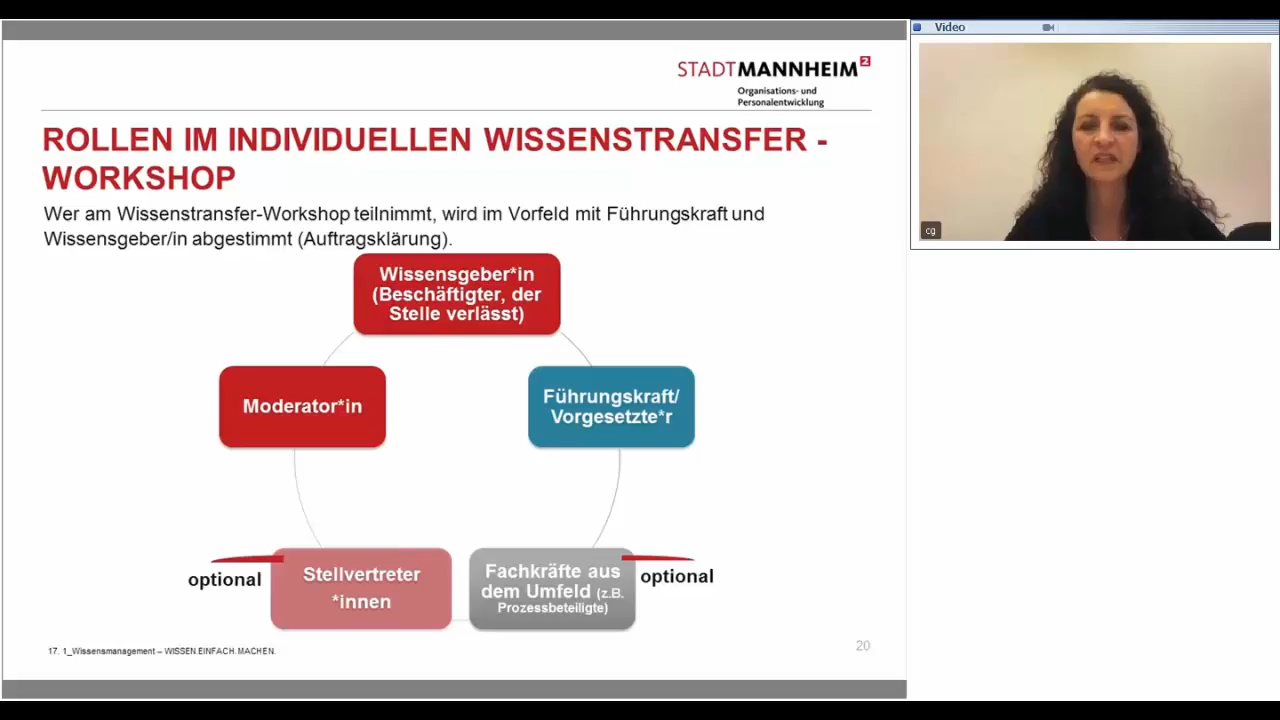 Video
STADTMANNHEIM2
Organisations- und
Personalentwicklung
ROLLEN IM INDIVIDUELLEN WISSENSTRANSFER -
WORKSHOP
Wer am Wissenstransfer-Workshop teilnimmt, wird im Vorfeld mit Führungskraft und
Wissensgeber/in abgestimmt (Auftragsklärung).
cg
Wissensgeber*in
(Beschäftigter, der
Stelle verlässt)
Moderator*in
Führungskraft/
Vorgesetzte*r
optional
Stellvertreter
*innen
Fachkräfte aus
dem Umfeld (z.B.
Prozessbeteiligte)
optional
17. 1_Wissensmanagement – WISSEN.EINFACH.MACHEN.
20